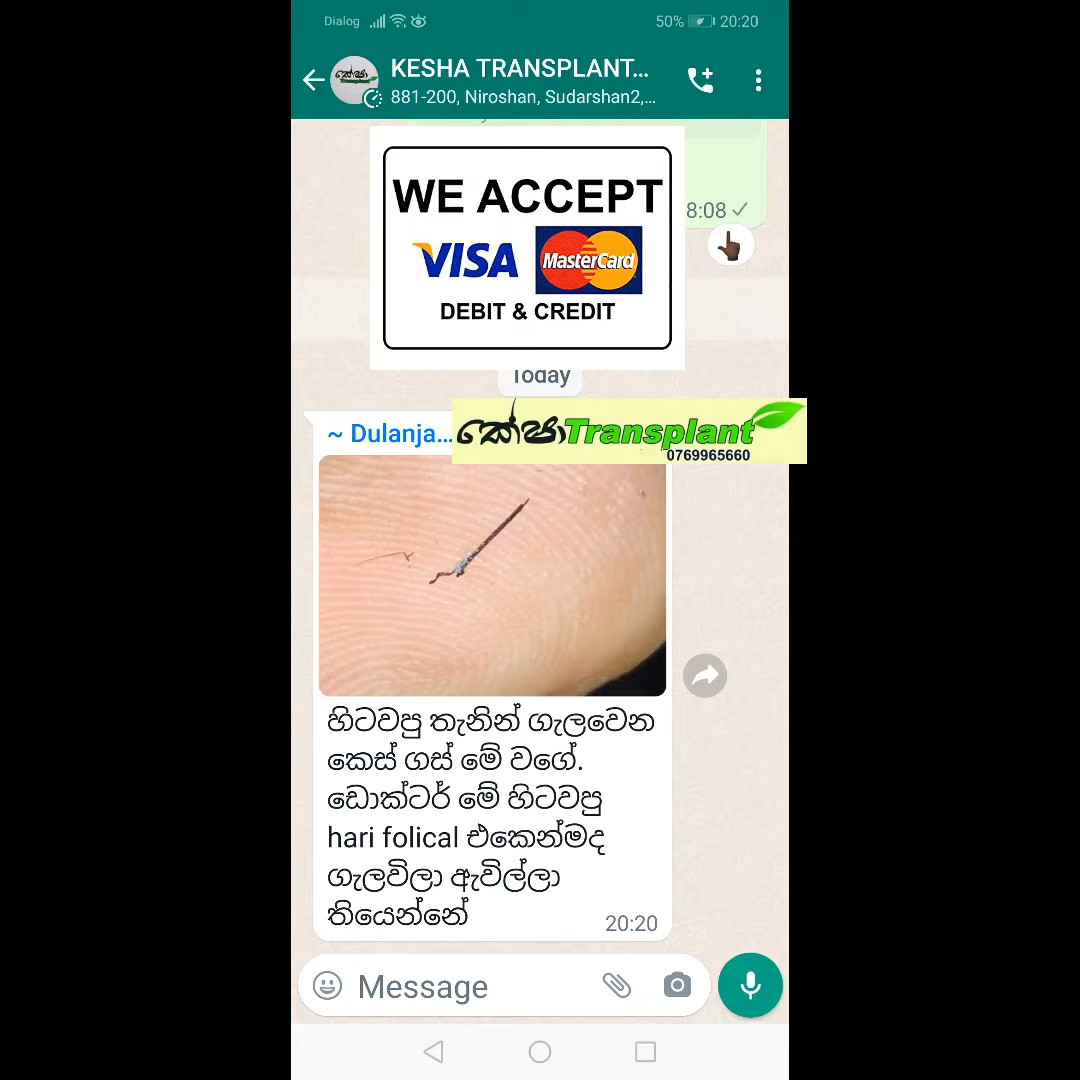 Dialog 50% 20:20
KESHA TRANSPLANT...
881-200, Niroshan, Sudarshan2,...
WE ACCEPT
VISA MasterCard
DEBIT & CREDIT
8:08
Today
~ Dulanja...
කේෂා Transplant
0769965660
හිටවපු තැනින් ගැලවෙන
කෙස් ගස් මේ වගේ.
ඩොක්ටර් මේ හිටවපු
hari folical එකෙන්මද
ගැලවිලා ඇවිල්ලා
තියෙන්නේ
20:20
Message